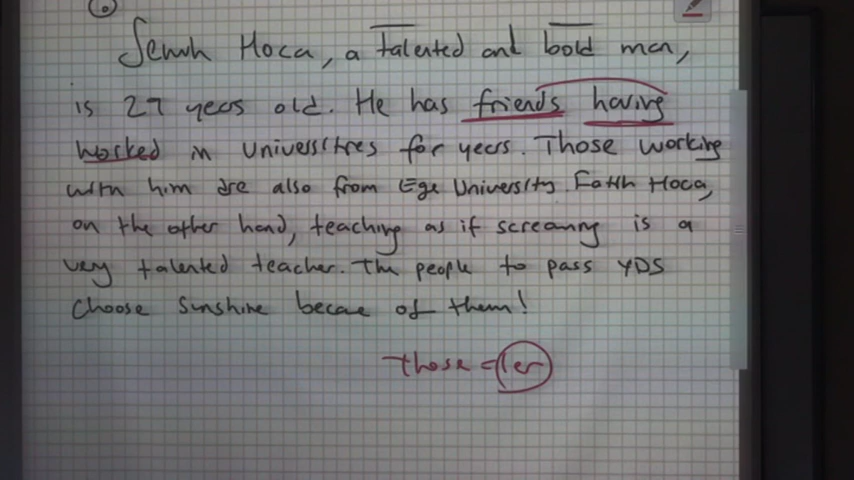 Semih Hoca, a talented and bold man,
is 27 years old. He has friends having
worked in universities for years. Those working
with him are also from Ege University. Fatih Hoca,
on the other hand, teaching as if screaming is a
very talented teacher. The people to pass YDS
choose Sunshine becaue of them!
Those = ler